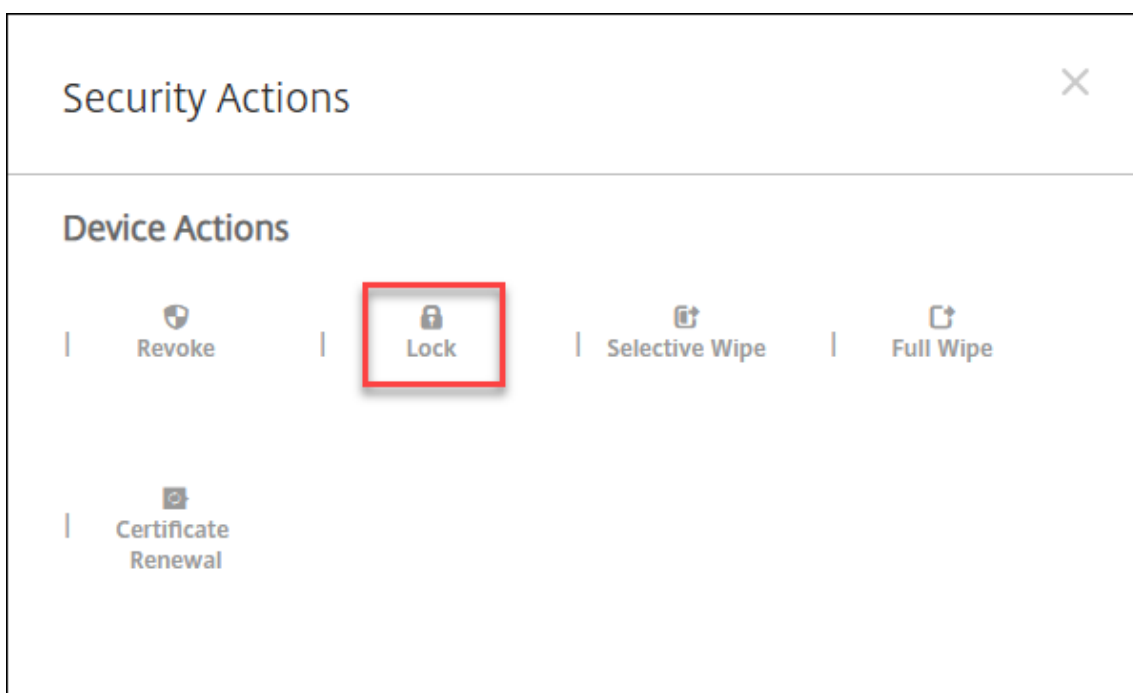 Security Actions
Device Actions
Revoke
Lock
Selective Wipe
Full Wipe
Certificate
Renewal